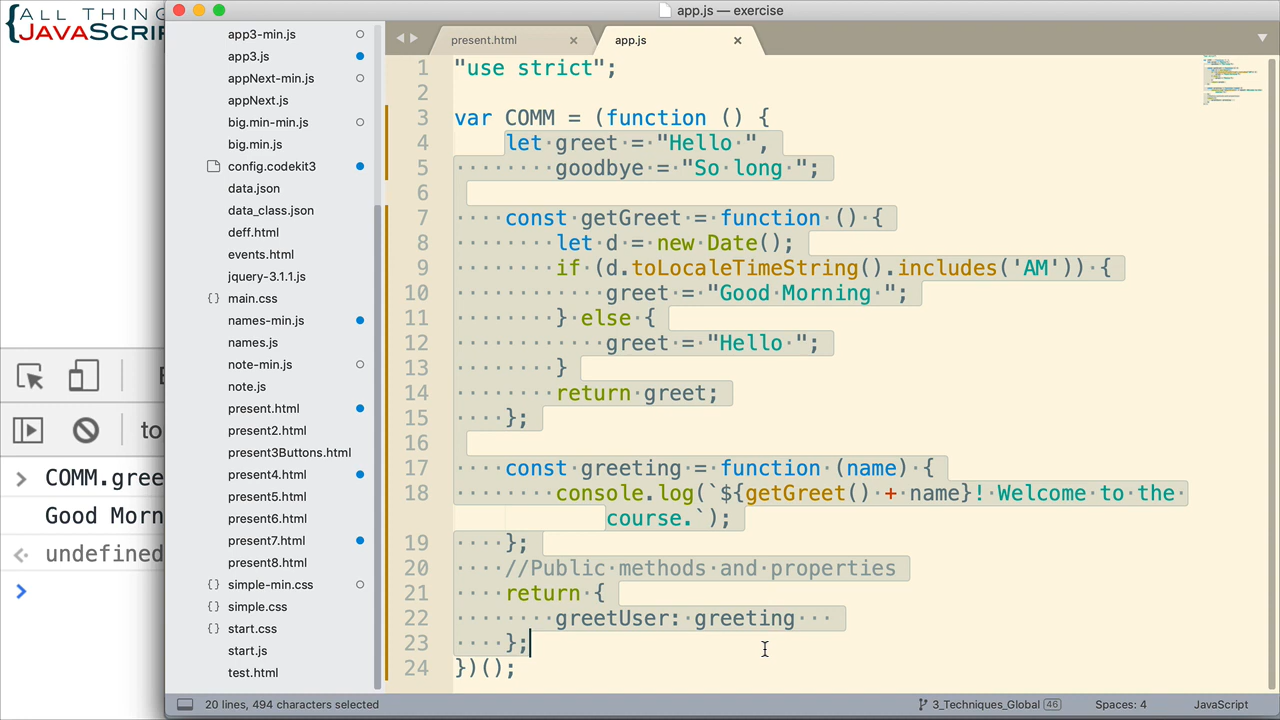 {ALL THIN
JAVASCRI
app.js — exercise
app3-min.js
app3.js
appNext-min.js
appNext.js
big.min-min.js
big.min.js
config.codekit3
data.json
data_class.json
deff.html
events.html
jquery-3.1.1.js
{} main.css
names-min.js
names.js
note-min.js
note.js
present.html
present2.html
present3Buttons.html
present4.html
present5.html
present6.html
present7.html
present8.html
{} simple-min.css
{} simple.css
{} start.css
start.js
test.html
present.html
app.js
1 "use strict";
2
3 var COMM = (function () {
4 let greet = "Hello ",
5 goodbye = "So long ";
6
7 const getGreet = function () {
8 let d = new Date();
9 if (d.toLocaleTimeString().includes('AM')) {
10 greet = "Good Morning ";
11 } else {
12 greet = "Hello ";
13 }
14 return greet;
15 };
16
17 const greeting = function (name) {
18 console.log(`${getGreet() + name}! Welcome to the
course.`);
19 };
20 //Public methods and properties
21 return {
22 greetUser: greeting
23 };
24 })();
to
> COMM.gree
Good Morn
undefined
>
20 lines, 494 characters selected
3_Techniques_Global 46
Spaces: 4
JavaScript